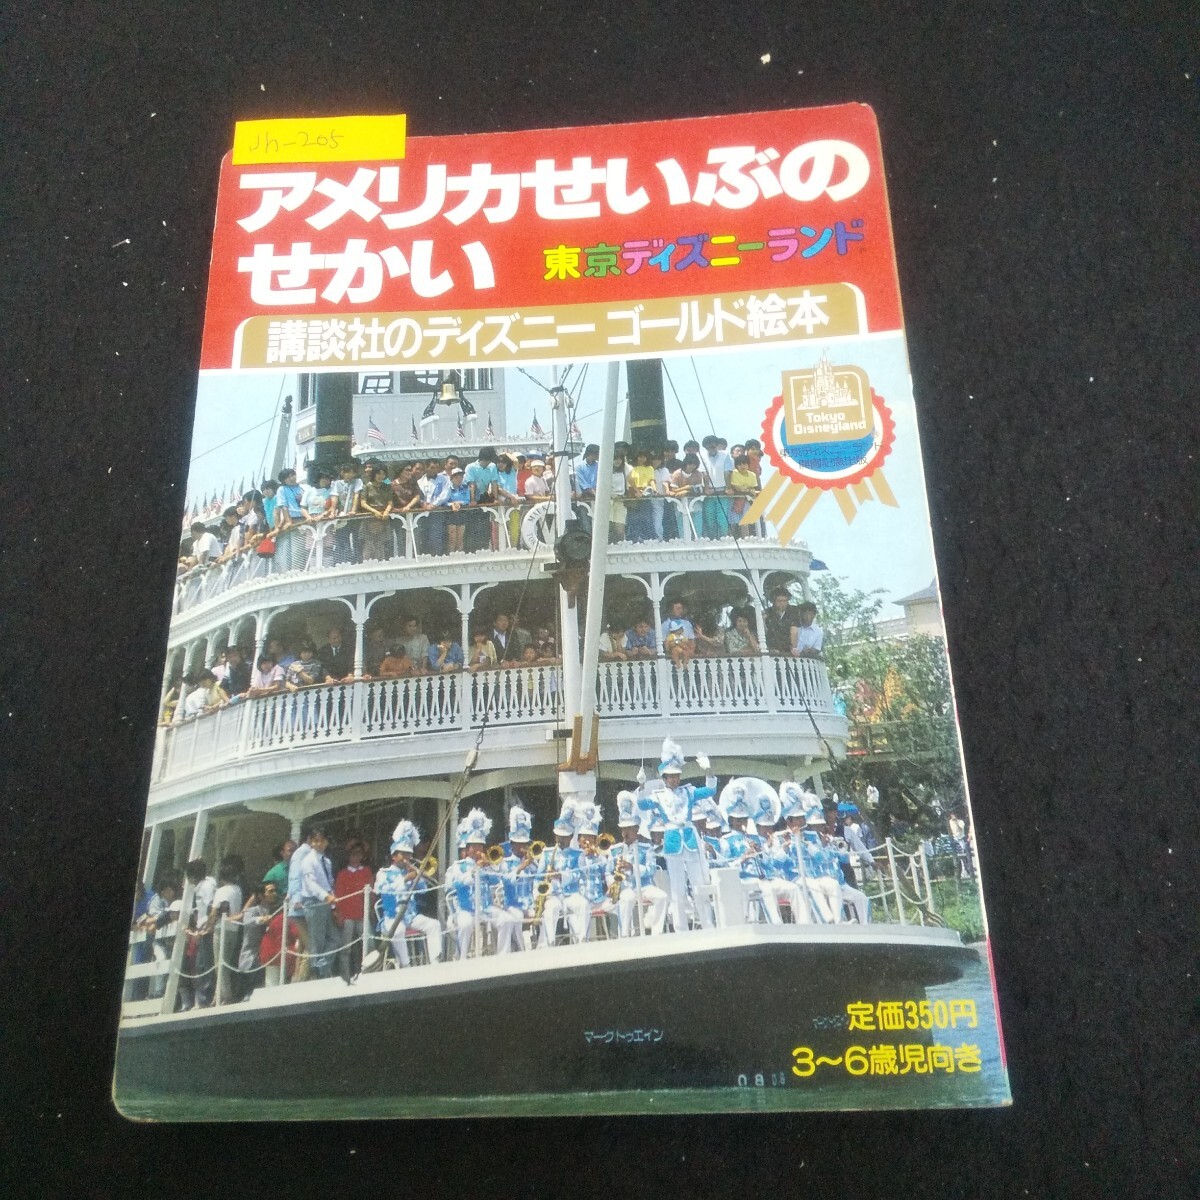 Jh-205
アメリカせいぶの
せかい
東京ディズニーランド
講談社のディズニー ゴールド絵本
Tokyo
Disneyland
定価350円
マークトゥエイン
3〜6歳児向き